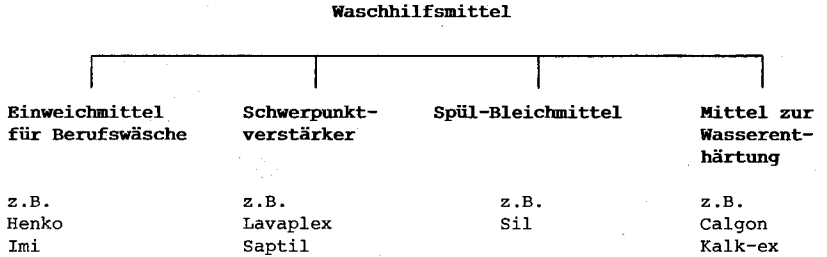 Waschhilfsmittel
Einweichmittel
für Berufswäsche
z.B.
Henko
Imi
Schwerpunkt-
verstärker
z.B.
Lavaplex
Saptil
Spül-Bleichmittel
z.B.
Sil
Mittel zur
Wasserent-
härtung
z.B.
Calgon
Kalk-ex